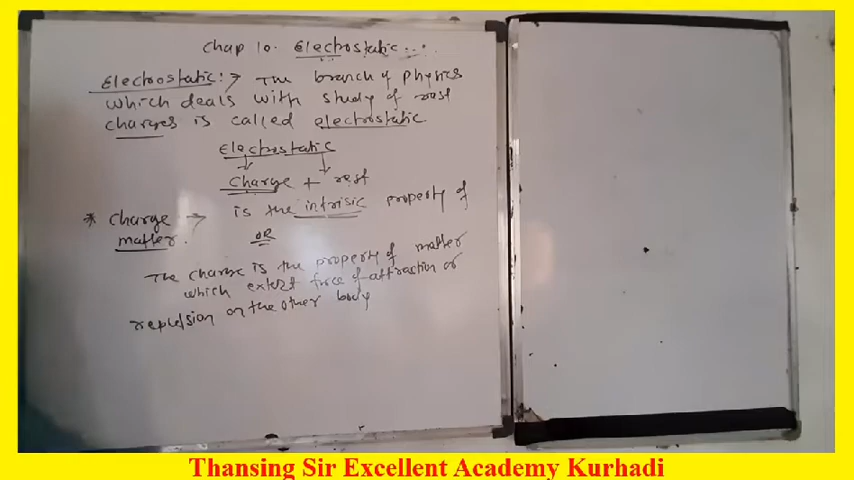 Chap 10. Electrostatic....
Electrostatic :→ The branch of physics
which deals with study of rest
charges is called electrostatic
Electrostatic
Charge + rest
* Charge → is the intrisic property of
matter.
OR
The charge is the property of matter
which extert force of attraction or
repulsion on the other body
Thansing Sir Excellent Academy Kurhadi